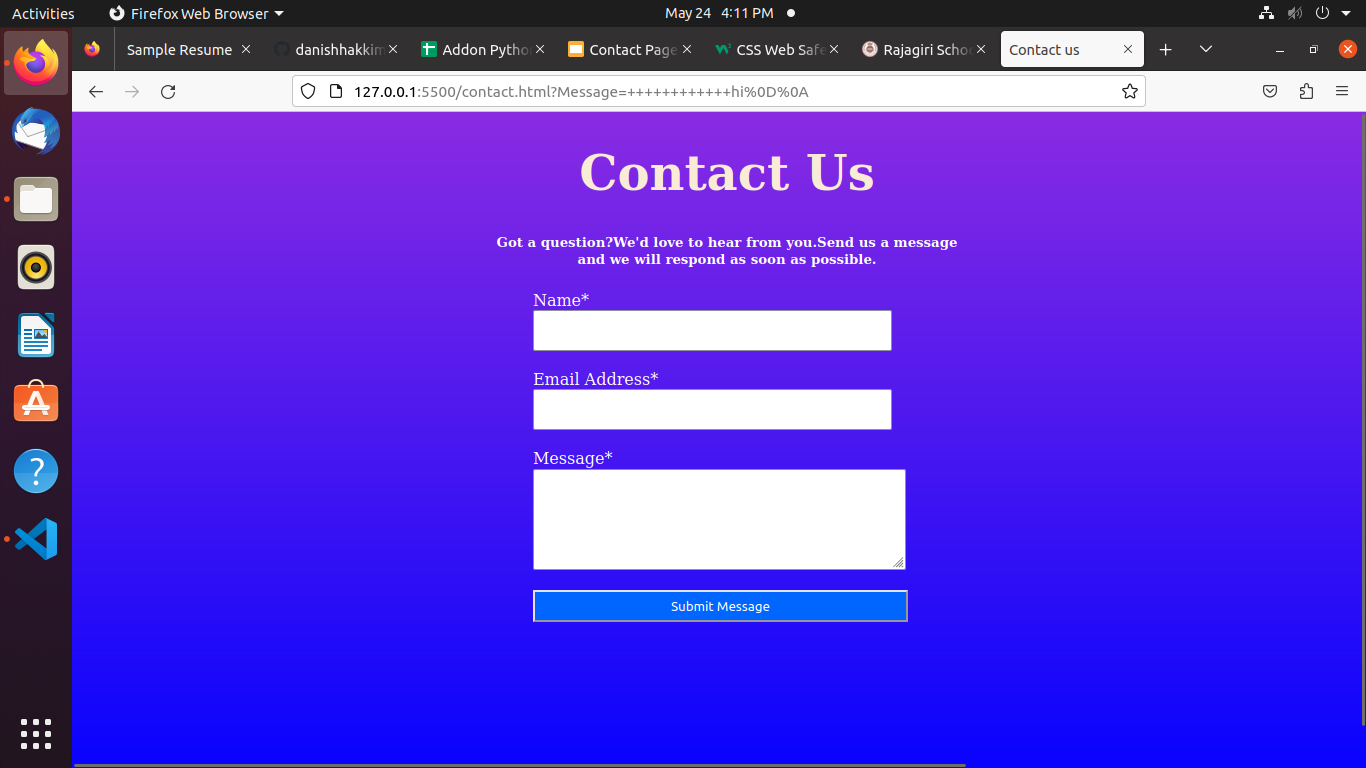 Activities Firefox Web Browser May 24 4:11 PM
Sample Resume danishhakkim Addon Pytho Contact Page CSS Web Safe Rajagiri Schoo Contact us
127.0.0.1:5500/contact.html?Message=++++++++++++hi%0D%0A
Contact Us
Got a question?We'd love to hear from you.Send us a message
and we will respond as soon as possible.
Name*
Email Address*
Message*
Submit Message